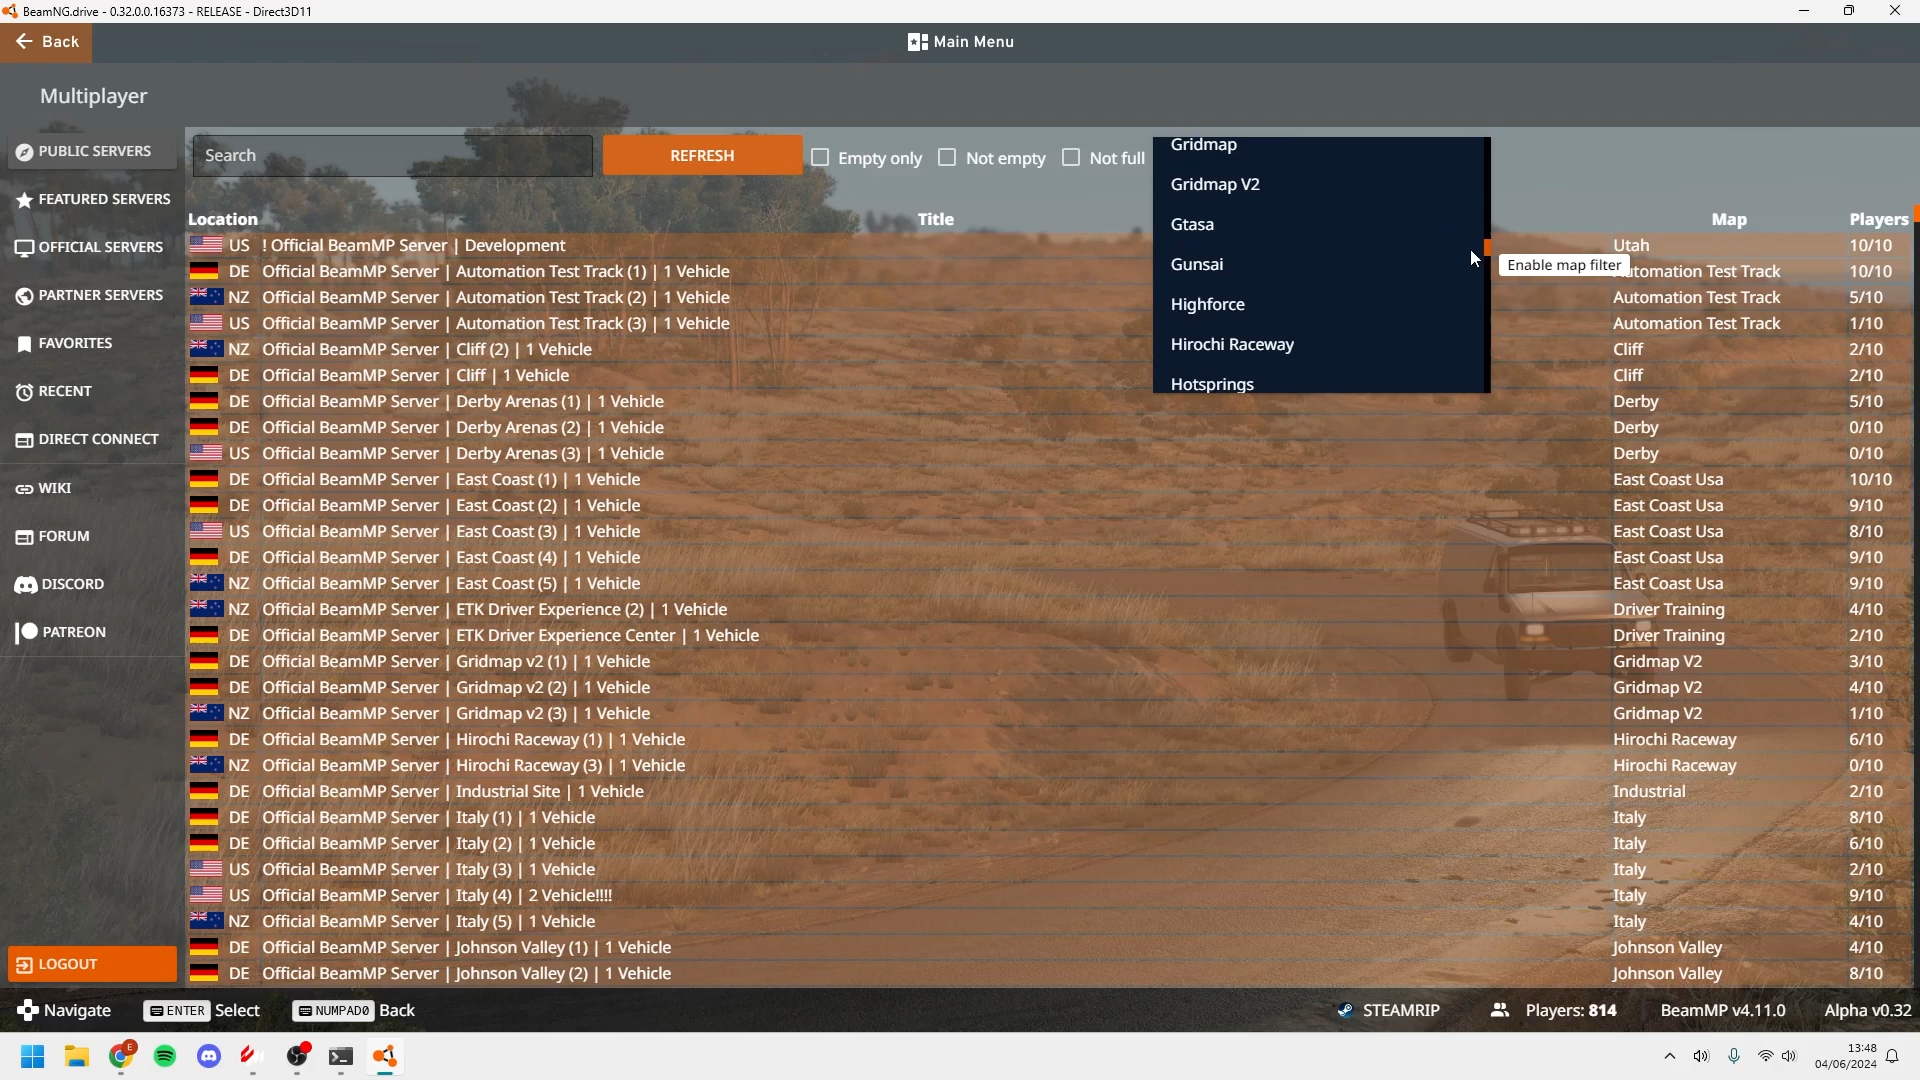 BeamNG.drive - 0.32.0.0.16373 - RELEASE - Direct3D11
Back
Main Menu
Multiplayer
PUBLIC SERVERS
FEATURED SERVERS
OFFICIAL SERVERS
PARTNER SERVERS
FAVORITES
RECENT
DIRECT CONNECT
WIKI
FORUM
DISCORD
PATREON
LOGOUT
Search
REFRESH
Empty only
Not empty
Not full
Gridmap
Gridmap V2
Gtasa
Gunsai
Highforce
Hirochi Raceway
Hotsprings
Enable map filter
Location Title Map Players
US ! Official BeamMP Server | Development Utah 10/10
DE Official BeamMP Server | Automation Test Track (1) | 1 Vehicle Automation Test Track 10/10
NZ Official BeamMP Server | Automation Test Track (2) | 1 Vehicle Automation Test Track 5/10
US Official BeamMP Server | Automation Test Track (3) | 1 Vehicle Automation Test Track 1/10
NZ Official BeamMP Server | Cliff (2) | 1 Vehicle Cliff 2/10
DE Official BeamMP Server | Cliff | 1 Vehicle Cliff 2/10
DE Official BeamMP Server | Derby Arenas (1) | 1 Vehicle Derby 5/10
DE Official BeamMP Server | Derby Arenas (2) | 1 Vehicle Derby 0/10
US Official BeamMP Server | Derby Arenas (3) | 1 Vehicle Derby 0/10
DE Official BeamMP Server | East Coast (1) | 1 Vehicle East Coast Usa 10/10
DE Official BeamMP Server | East Coast (2) | 1 Vehicle East Coast Usa 9/10
US Official BeamMP Server | East Coast (3) | 1 Vehicle East Coast Usa 8/10
DE Official BeamMP Server | East Coast (4) | 1 Vehicle East Coast Usa 9/10
NZ Official BeamMP Server | East Coast (5) | 1 Vehicle East Coast Usa 9/10
NZ Official BeamMP Server | ETK Driver Experience (2) | 1 Vehicle Driver Training 4/10
DE Official BeamMP Server | ETK Driver Experience Center | 1 Vehicle Driver Training 2/10
DE Official BeamMP Server | Gridmap v2 (1) | 1 Vehicle Gridmap V2 3/10
DE Official BeamMP Server | Gridmap v2 (2) | 1 Vehicle Gridmap V2 4/10
NZ Official BeamMP Server | Gridmap v2 (3) | 1 Vehicle Gridmap V2 1/10
DE Official BeamMP Server | Hirochi Raceway (1) | 1 Vehicle Hirochi Raceway 6/10
NZ Official BeamMP Server | Hirochi Raceway (3) | 1 Vehicle Hirochi Raceway 0/10
DE Official BeamMP Server | Industrial Site | 1 Vehicle Industrial 2/10
DE Official BeamMP Server | Italy (1) | 1 Vehicle Italy 8/10
DE Official BeamMP Server | Italy (2) | 1 Vehicle Italy 6/10
US Official BeamMP Server | Italy (3) | 1 Vehicle Italy 2/10
US Official BeamMP Server | Italy (4) | 2 Vehicle!!!! Italy 9/10
NZ Official BeamMP Server | Italy (5) | 1 Vehicle Italy 4/10
DE Official BeamMP Server | Johnson Valley (1) | 1 Vehicle Johnson Valley 4/10
DE Official BeamMP Server | Johnson Valley (2) | 1 Vehicle Johnson Valley 8/10
Navigate ENTER Select NUMPAD0 Back STEAMRIP Players: 814 BeamMP v4.11.0 Alpha v0.32
E
13:48
04/06/2024